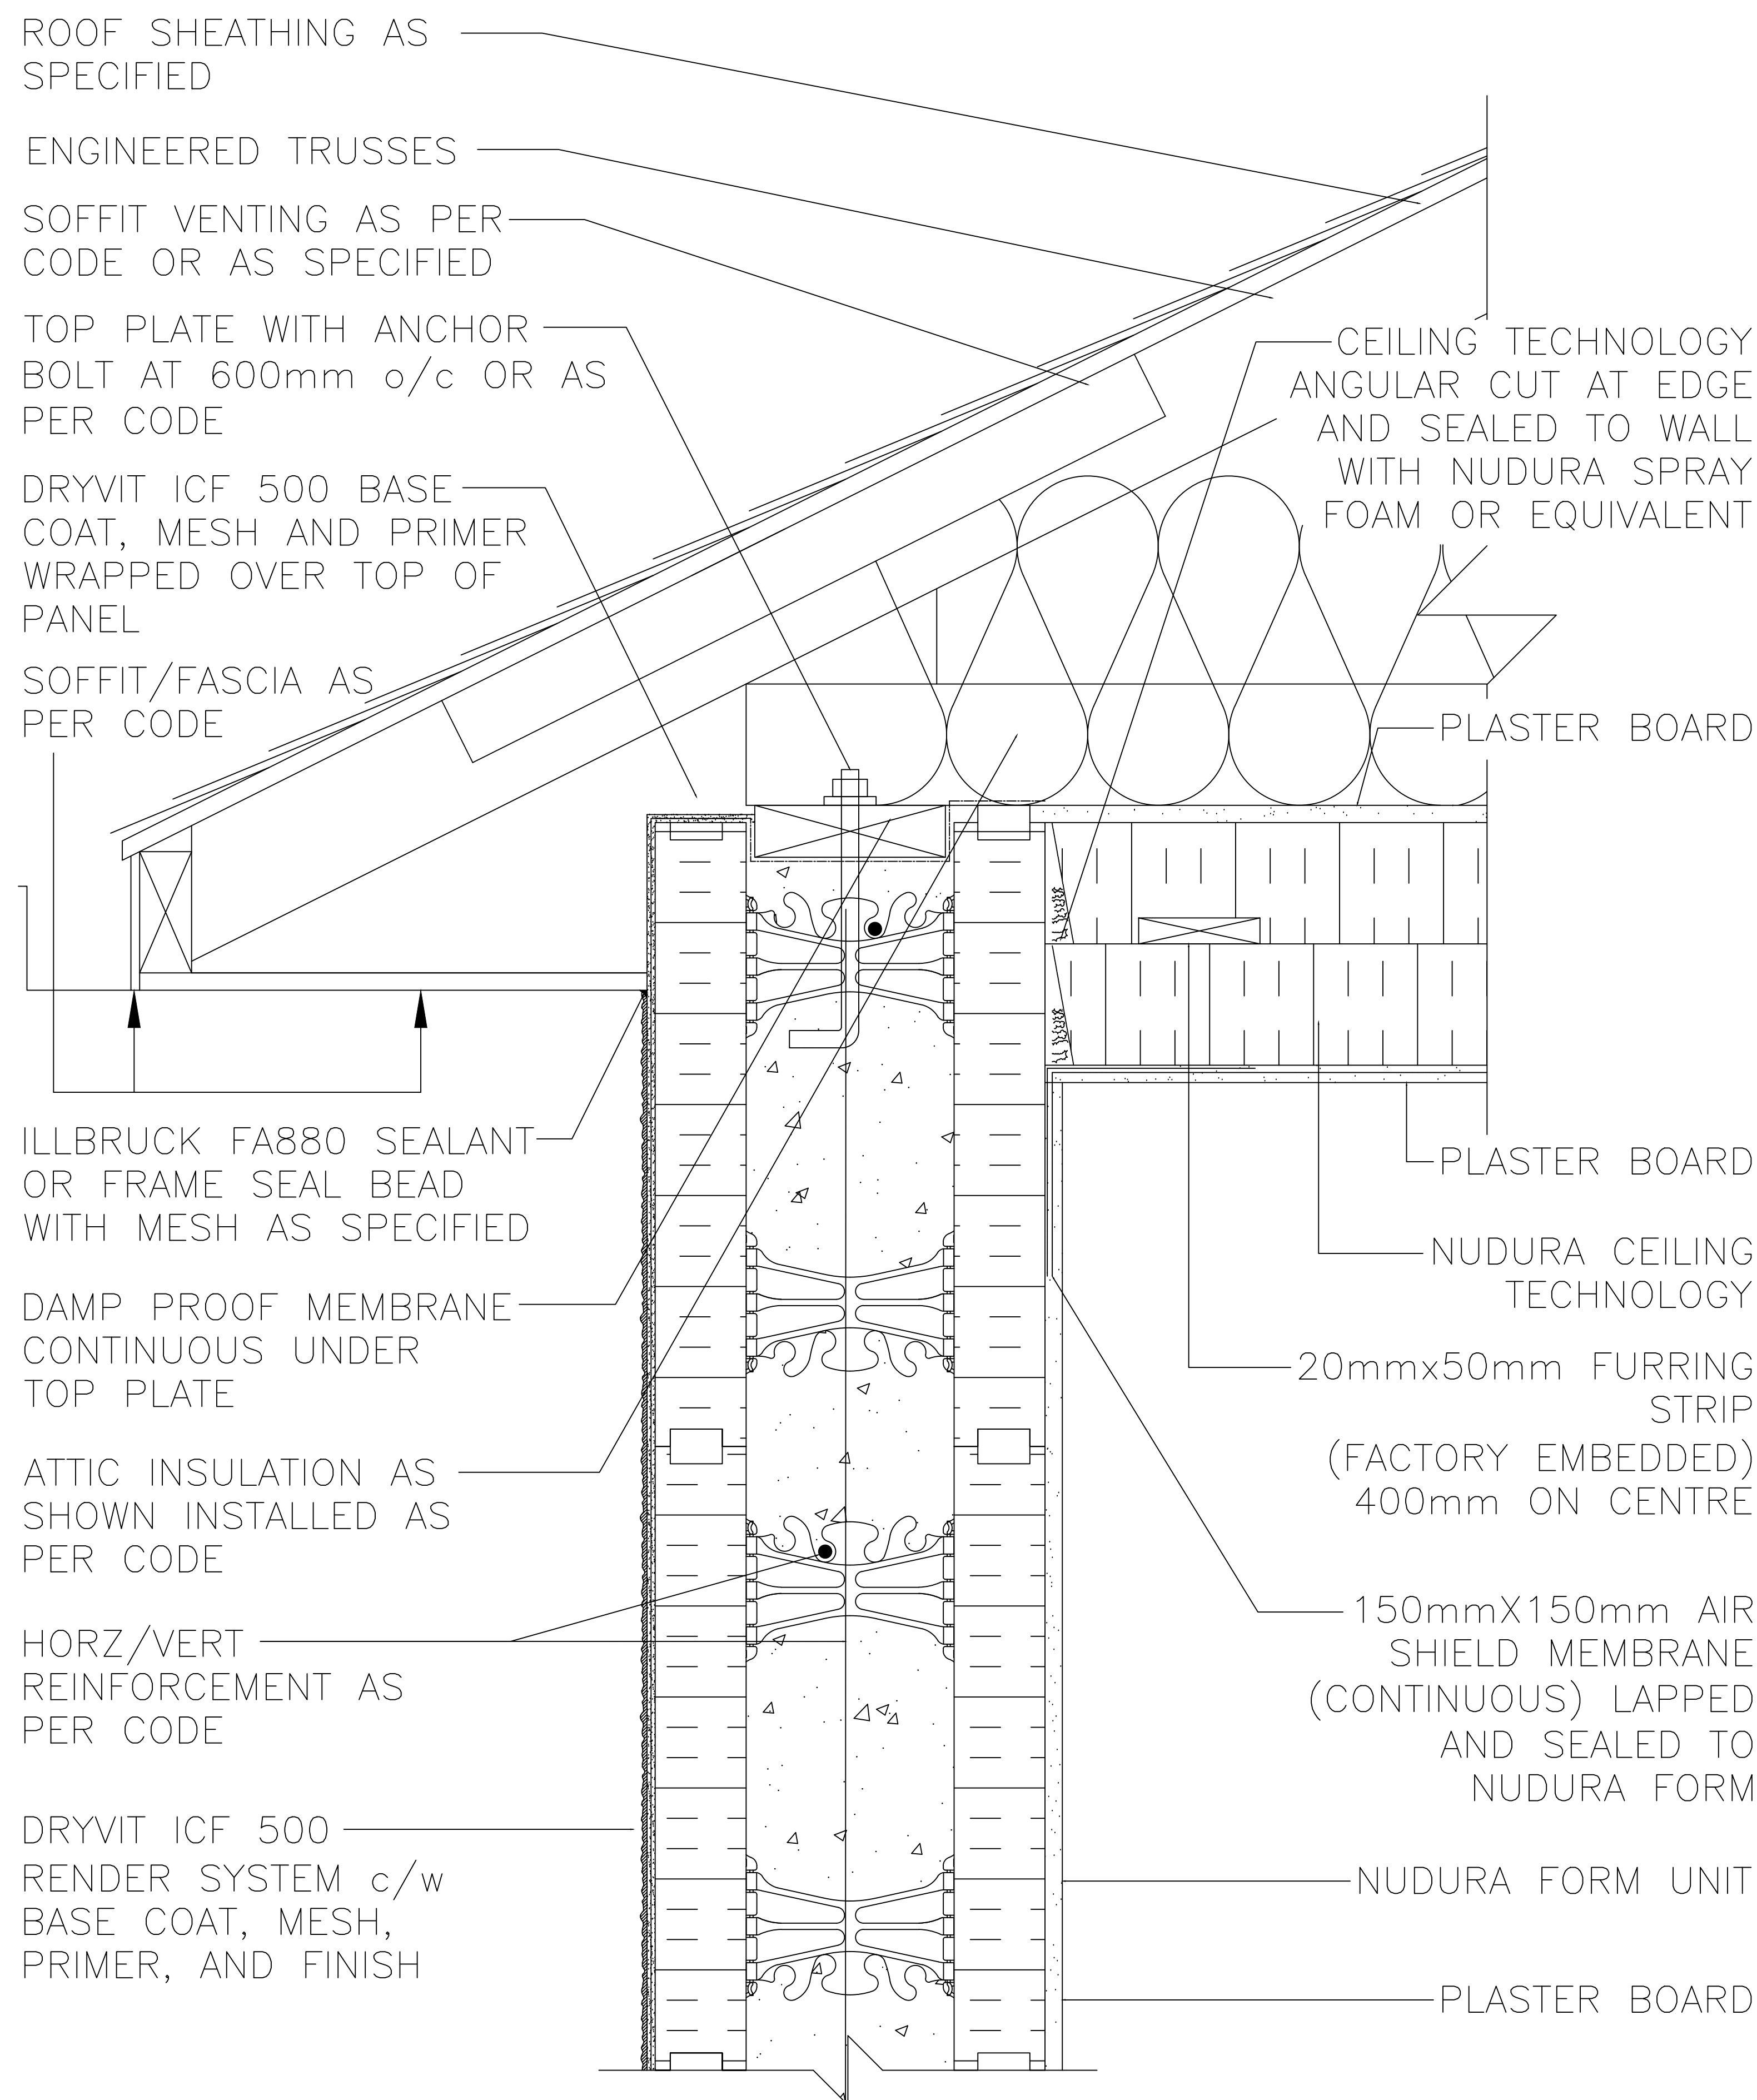 ROOF SHEATHING AS
SPECIFIED
ENGINEERED TRUSSES
SOFFIT VENTING AS PER
CODE OR AS SPECIFIED
TOP PLATE WITH ANCHOR
BOLT AT 600mm o/c OR AS
PER CODE
DRYVIT ICF 500 BASE
COAT, MESH AND PRIMER
WRAPPED OVER TOP OF
PANEL
SOFFIT/FASCIA AS
PER CODE
ILLBRUCK FA880 SEALANT
OR FRAME SEAL BEAD
WITH MESH AS SPECIFIED
DAMP PROOF MEMBRANE
CONTINUOUS UNDER
TOP PLATE
ATTIC INSULATION AS
SHOWN INSTALLED AS
PER CODE
HORZ/VERT
REINFORCEMENT AS
PER CODE
DRYVIT ICF 500
RENDER SYSTEM c/w
BASE COAT, MESH,
PRIMER, AND FINISH
CEILING TECHNOLOGY
ANGULAR CUT AT EDGE
AND SEALED TO WALL
WITH NUDURA SPRAY
FOAM OR EQUIVALENT
PLASTER BOARD
PLASTER BOARD
NUDURA CEILING
TECHNOLOGY
20mmx50mm FURRING
STRIP
(FACTORY EMBEDDED)
400mm ON CENTRE
150mmX150mm AIR
SHIELD MEMBRANE
(CONTINUOUS) LAPPED
AND SEALED TO
NUDURA FORM
NUDURA FORM UNIT
PLASTER BOARD